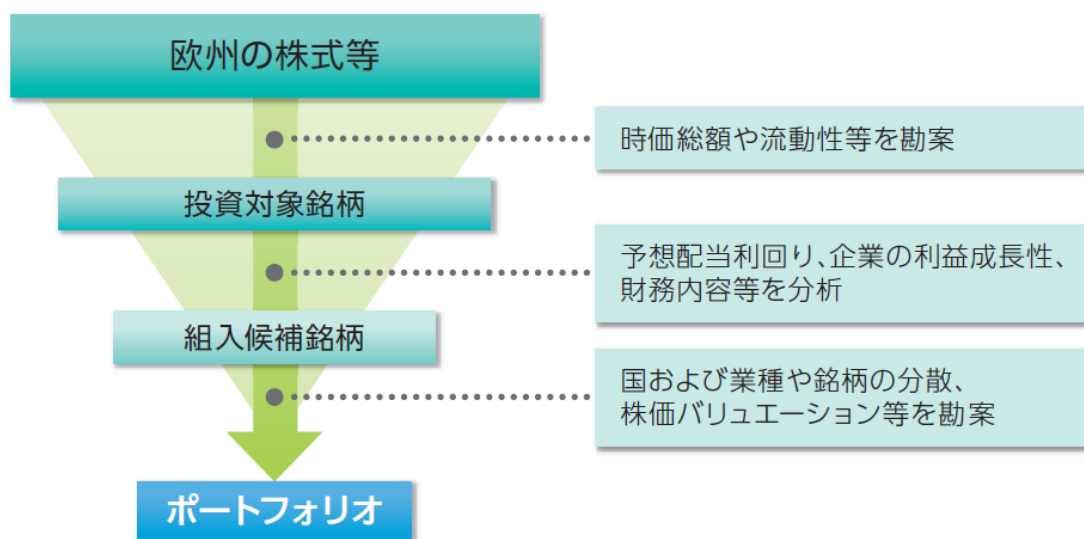 欧州の株式等
時価総額や流動性等を勘案
投資対象銘柄
予想配当利回り、企業の利益成長性、
財務内容等を分析
組入候補銘柄
国および業種や銘柄の分散、
株価バリュエーション等を勘案
ポートフォリオ